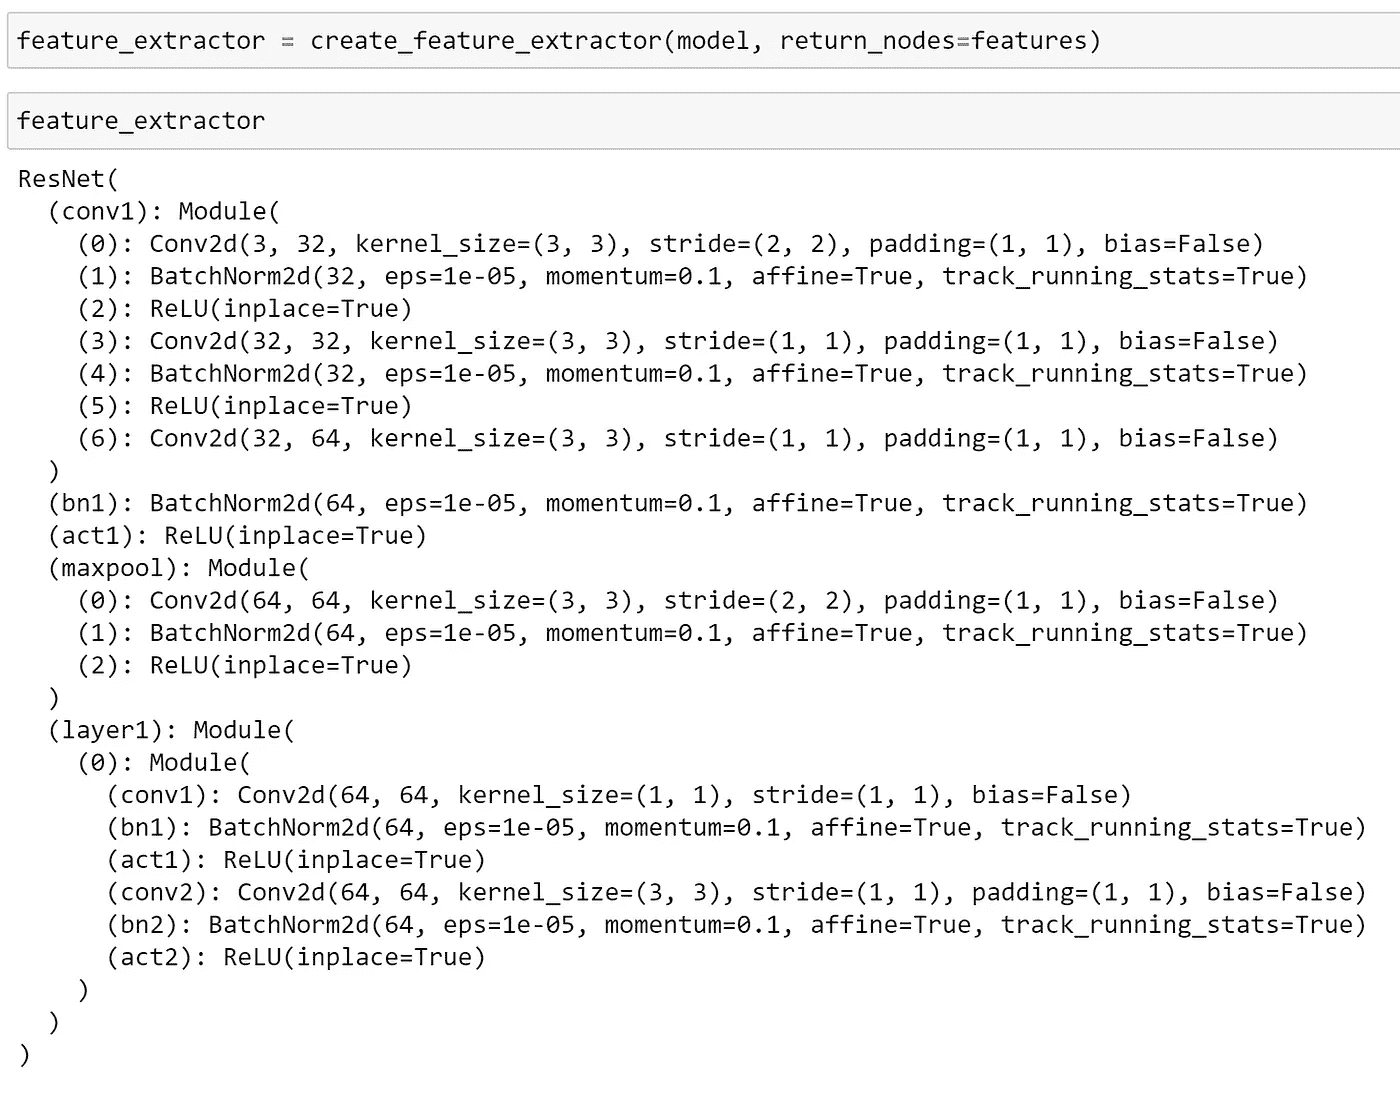 feature_extractor = create_feature_extractor(model, return_nodes=features)
feature_extractor
ResNet(
  (conv1): Module(
    (0): Conv2d(3, 32, kernel_size=(3, 3), stride=(2, 2), padding=(1, 1), bias=False)
    (1): BatchNorm2d(32, eps=1e-05, momentum=0.1, affine=True, track_running_stats=True)
    (2): ReLU(inplace=True)
    (3): Conv2d(32, 32, kernel_size=(3, 3), stride=(1, 1), padding=(1, 1), bias=False)
    (4): BatchNorm2d(32, eps=1e-05, momentum=0.1, affine=True, track_running_stats=True)
    (5): ReLU(inplace=True)
    (6): Conv2d(32, 64, kernel_size=(3, 3), stride=(1, 1), padding=(1, 1), bias=False)
  )
  (bn1): BatchNorm2d(64, eps=1e-05, momentum=0.1, affine=True, track_running_stats=True)
  (act1): ReLU(inplace=True)
  (maxpool): Module(
    (0): Conv2d(64, 64, kernel_size=(3, 3), stride=(2, 2), padding=(1, 1), bias=False)
    (1): BatchNorm2d(64, eps=1e-05, momentum=0.1, affine=True, track_running_stats=True)
    (2): ReLU(inplace=True)
  )
  (layer1): Module(
    (0): Module(
      (conv1): Conv2d(64, 64, kernel_size=(1, 1), stride=(1, 1), bias=False)
      (bn1): BatchNorm2d(64, eps=1e-05, momentum=0.1, affine=True, track_running_stats=True)
      (act1): ReLU(inplace=True)
      (conv2): Conv2d(64, 64, kernel_size=(3, 3), stride=(1, 1), padding=(1, 1), bias=False)
      (bn2): BatchNorm2d(64, eps=1e-05, momentum=0.1, affine=True, track_running_stats=True)
      (act2): ReLU(inplace=True)
    )
  )
)